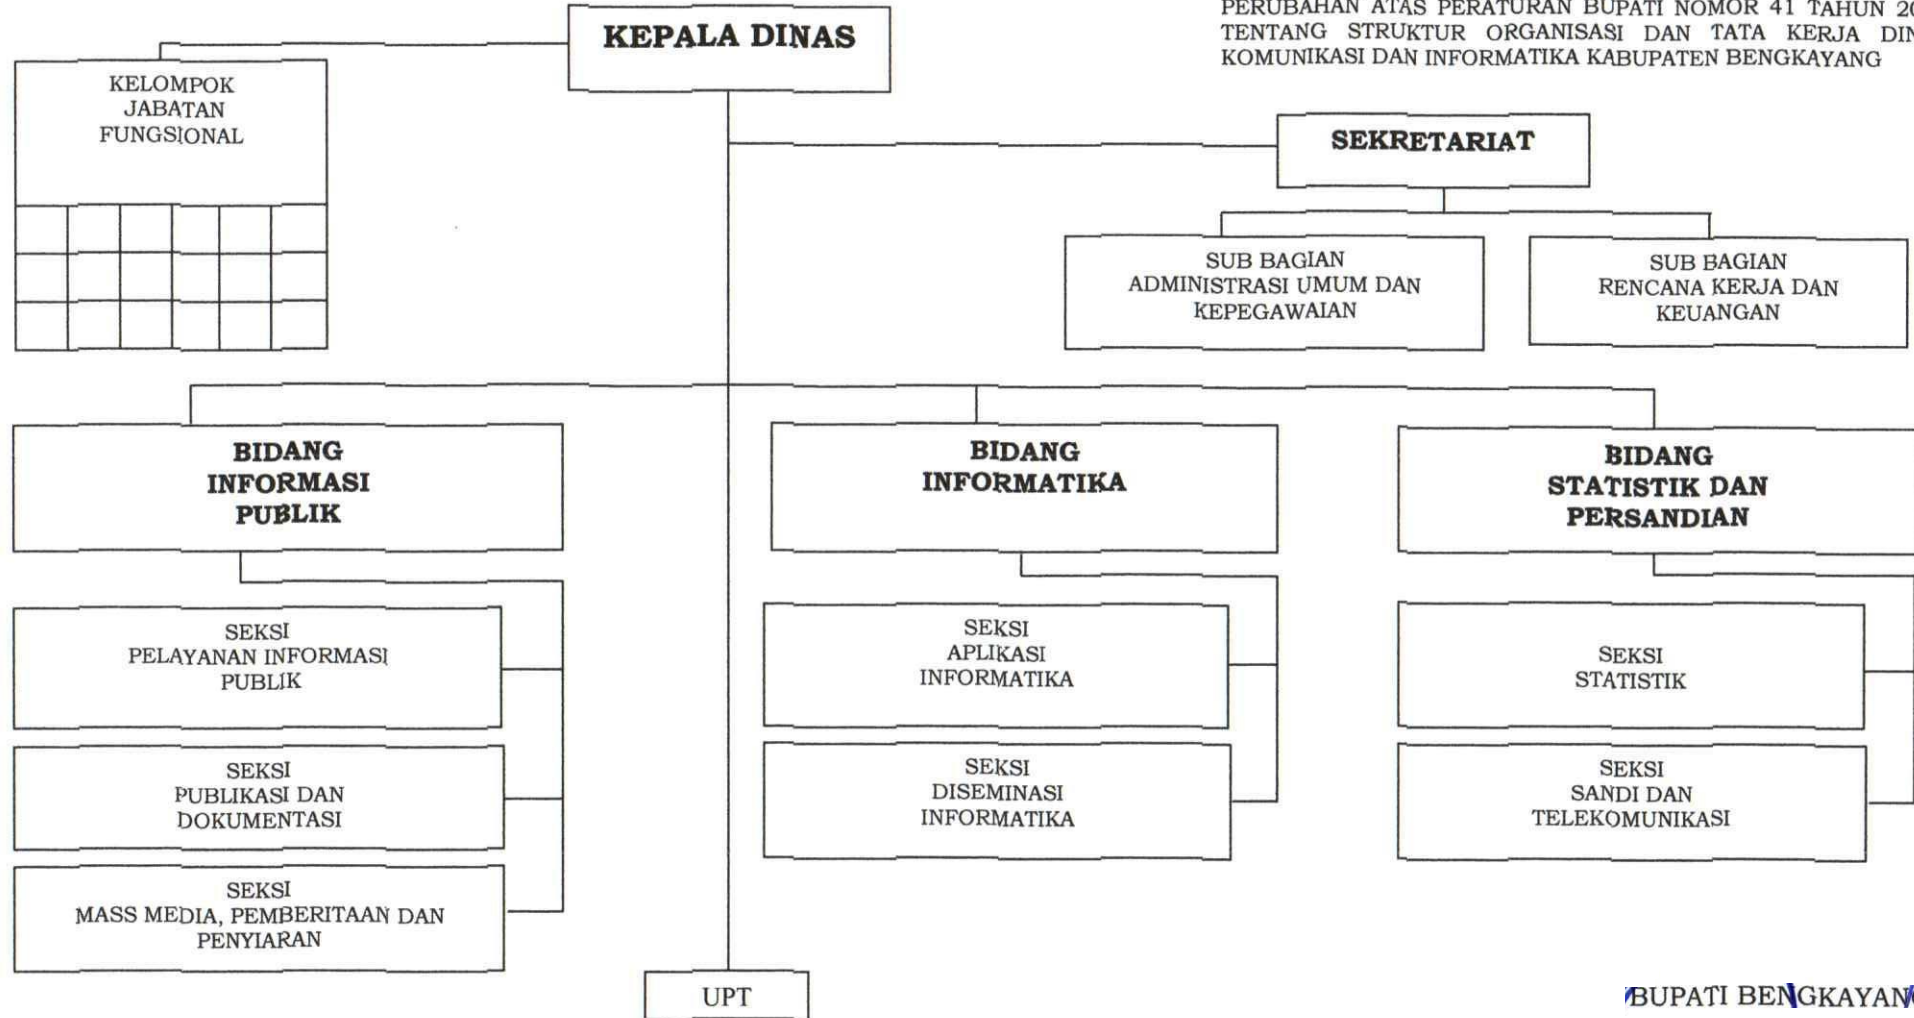 PERUBAHAN ATAS PERATURAN BUPATI NOMOR 41 TAHUN
TENTANG STRUKTUR ORGANISASI DAN TATA KERJA
KOMUNIKASI DAN INFORMATIKA KABUPATEN BENGKAYANG
KEPALA DINAS
KELOMPOK
JABATAN
FUNGSIONAL
SEKRETARIAT
SUB BAGIAN
ADMINISTRASI UMUM DAN
KEPEGAWAIAN
SUB BAGIAN
RENCANA KERJA DAN
KEUANGAN
BIDANG
INFORMASI
PUBLIK
BIDANG
INFORMATIKA
BIDANG
STATISTIK DAN
PERSANDIAN
SEKSI
PELAYANAN INFORMASI
PUBLIK
SEKSI
PUBLIKASI DAN
DOKUMENTASI
SEKSI
MASS MEDIA, PEMBERITAAN DAN
PENYIARAN
SEKSI
APLIKASI
INFORMATIKA
SEKSI
DISEMINASI
INFORMATIKA
SEKSI
STATISTIK
SEKSI
SANDI DAN
TELEKOMUNIKASI
UPT
BUPATI BENGKAYANG